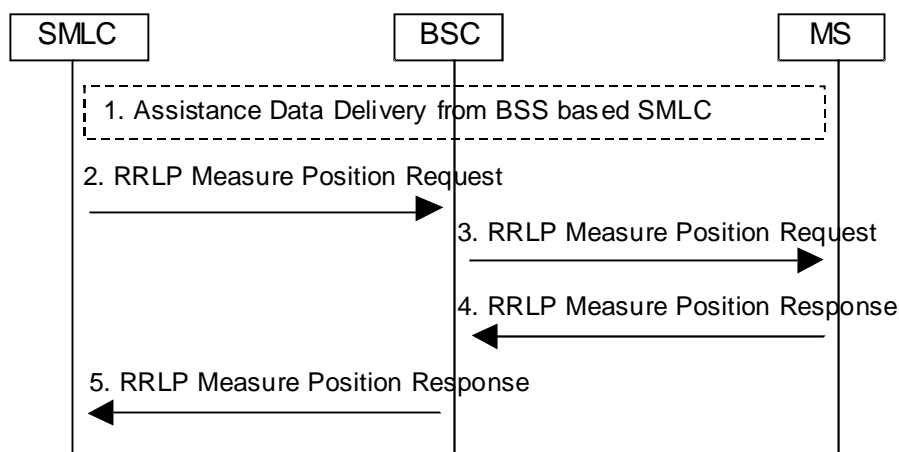 SMLC
BSC
MS
1. Assistance Data Delivery from BSS based SMLC
2. RRLP Measure Position Request
3. RRLP Measure Position Request
4. RRLP Measure Position Response
5. RRLP Measure Position Response